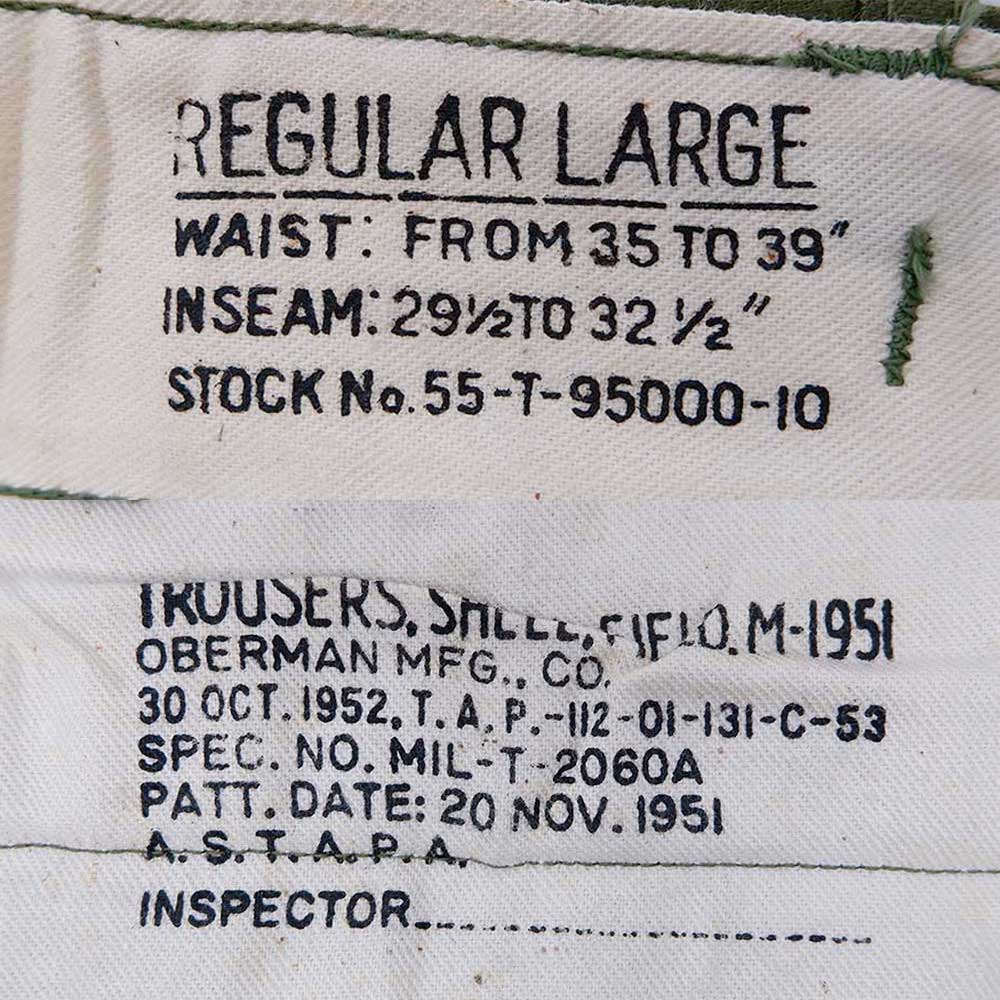 REGULAR LARGE
WAIST: FROM 35 TO 39"
INSEAM: 29½ TO 32 ½"
STOCK No. 55-T-95000-10
TROUSERS, SHELL, FIELD. M-1951
OBERMAN MFG., CO.
30 OCT. 1952, T. A. P.-112-01-131-C-53
SPEC. NO. MIL-T-2060A
PATT. DATE: 20 NOV. 1951
A. S. T. A. P. A.
INSPECTOR